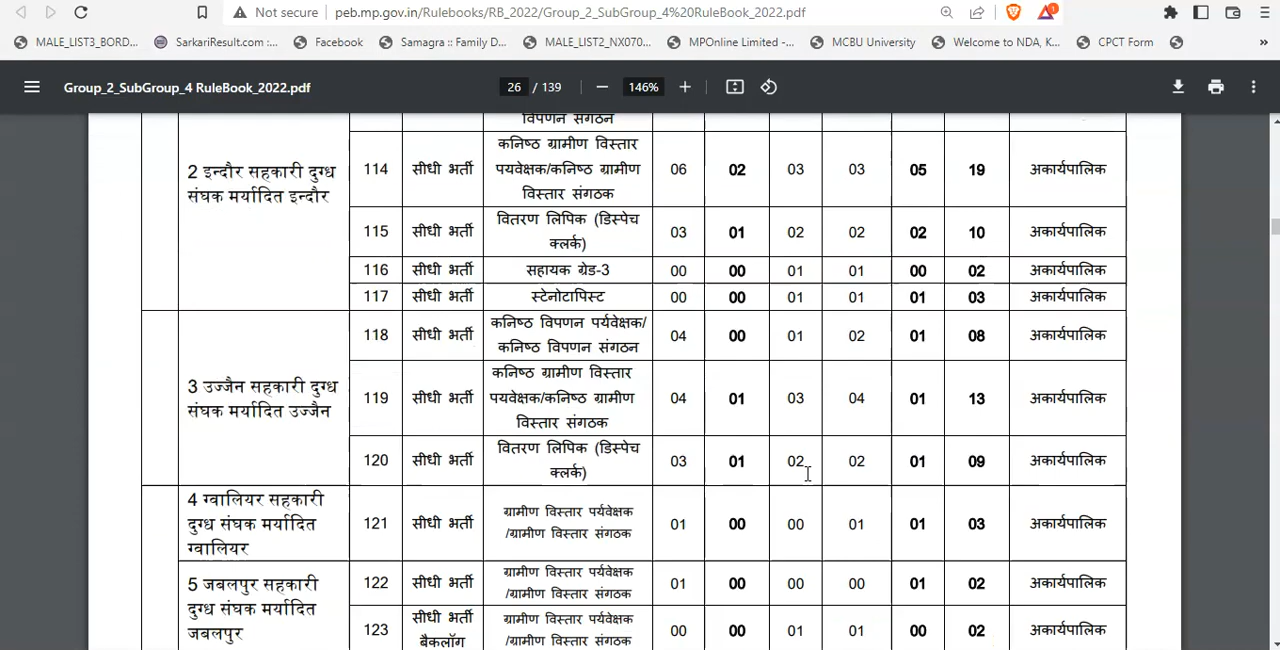 Not secure | peb.mp.gov.in/Rulebooks/RB_2022/Group_2_SubGroup_4%20RuleBook_2022.pdf 1
MALE_LIST3_BORD... SarkariResult.com :... Facebook Samagra :: Family D... MALE_LIST2_NX070... MPOnline Limited -... MCBU University Welcome to NDA, K... CPCT Form »
Group_2_SubGroup_4 RuleBook_2022.pdf 26 / 139 146%
विपणन संगठन
2 इन्दौर सहकारी दुग्ध
संघक मर्यादित इन्दौर
114 सीधी भर्ती कनिष्ठ ग्रामीण विस्तार
पयवेक्षक/कनिष्ठ ग्रामीण
विस्तार संगठक
06 02 03 03 05 19 अकार्यपालिक
115 सीधी भर्ती वितरण लिपिक (डिस्पेच
क्लर्क)
03 01 02 02 02 10 अकार्यपालिक
116 सीधी भर्ती सहायक ग्रेड-3 00 00 01 01 00 02 अकार्यपालिक
117 सीधी भर्ती स्टेनोटापिस्ट 00 00 01 01 01 03 अकार्यपालिक
3 उज्जैन सहकारी दुग्ध
संघक मर्यादित उज्जैन
118 सीधी भर्ती कनिष्ठ विपणन पर्यवेक्षक/
कनिष्ठ विपणन संगठन
04 00 01 02 01 08 अकार्यपालिक
119 सीधी भर्ती कनिष्ठ ग्रामीण विस्तार
पयवेक्षक/कनिष्ठ ग्रामीण
विस्तार संगठक
04 01 03 04 01 13 अकार्यपालिक
120 सीधी भर्ती वितरण लिपिक (डिस्पेच
क्लर्क)
03 01 02 02 01 09 अकार्यपालिक
4 ग्वालियर सहकारी
दुग्ध संघक मर्यादित
ग्वालियर
121 सीधी भर्ती ग्रामीण विस्तार पर्यवेक्षक
/ग्रामीण विस्तार संगठक
01 00 00 01 01 03 अकार्यपालिक
5 जबलपुर सहकारी
दुग्ध संघक मर्यादित
जबलपुर
122 सीधी भर्ती ग्रामीण विस्तार पर्यवेक्षक
/ग्रामीण विस्तार संगठक
01 00 00 00 01 02 अकार्यपालिक
123 सीधी भर्ती
बैकलॉग
ग्रामीण विस्तार पर्यवेक्षक
/ग्रामीण विस्तार संगठक
00 00 01 01 00 02 अकार्यपालिक